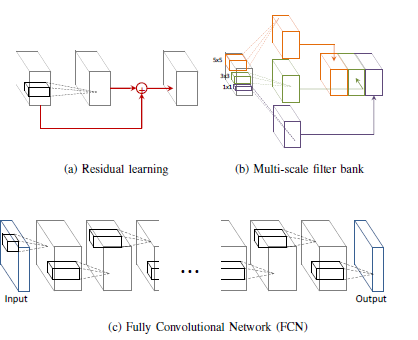 5x5
3x3
1x1
(a) Residual learning
(b) Multi-scale filter bank
Input
Output
(c) Fully Convolutional Network (FCN)